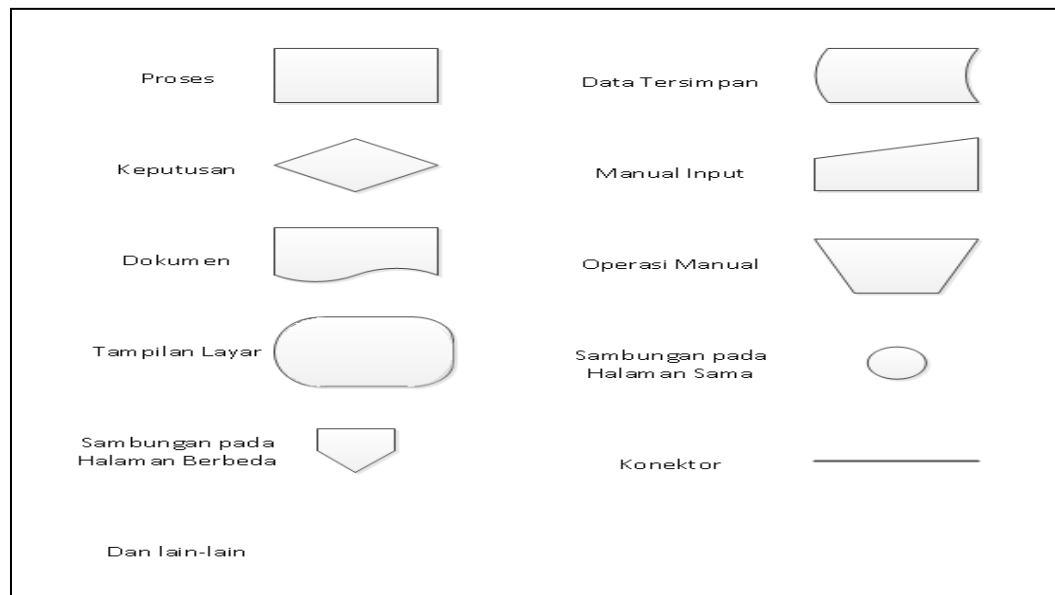 Proses
Data Tersimpan
Keputusan
Manual Input
Dokumen
Operasi Manual
Tampilan Layar
Sambungan pada
Halaman Sama
Sambungan pada
Halaman Berbeda
Konektor
Dan lain-lain